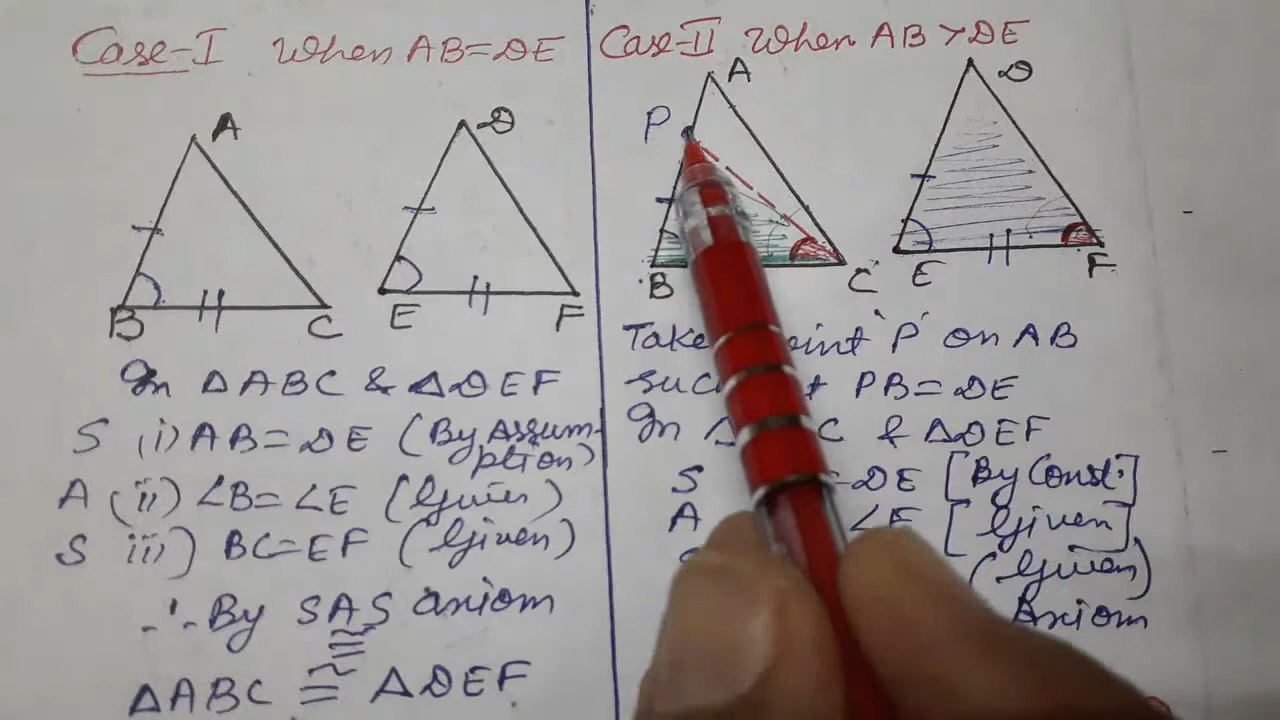 Case-I When AB=DE
A
D
B
C
E
F
In ΔABC & ΔDEF
S (i) AB=DE (By Assum-
ption)
A (ii) ∠B=∠E (Given)
S iii) BC=EF (Given)
∴ By SAS axiom
≅
ΔABC ≅ ΔDEF
Case-II When AB>DE
A
D
P
B
C
E
F
Take 'P' on AB
PB=DE
In C & ΔDEF
S =DE [By Const.]
A ∠E [Given]
(Given)
Axiom